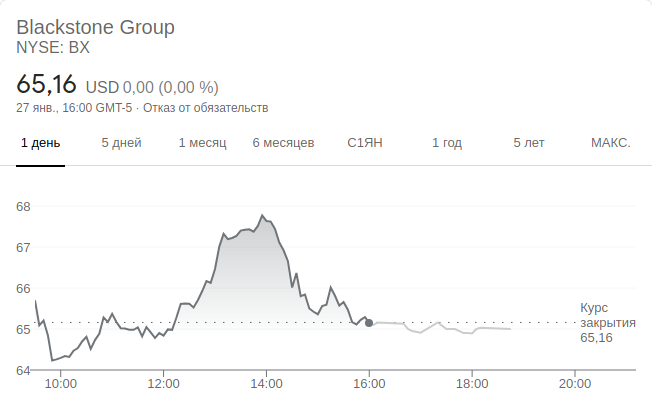 Blackstone Group
NYSE: BX
65,16 USD 0,00 (0,00 %)
27 янв., 16:00 GMT-5 · Отказ от обязательств
1 день 5 дней 1 месяц 6 месяцев С1ЯН 1 год 5 лет МАКС.
68
67
66
65
64
Курс
закрытия
65,16
10:00 12:00 14:00 16:00 18:00 20:00